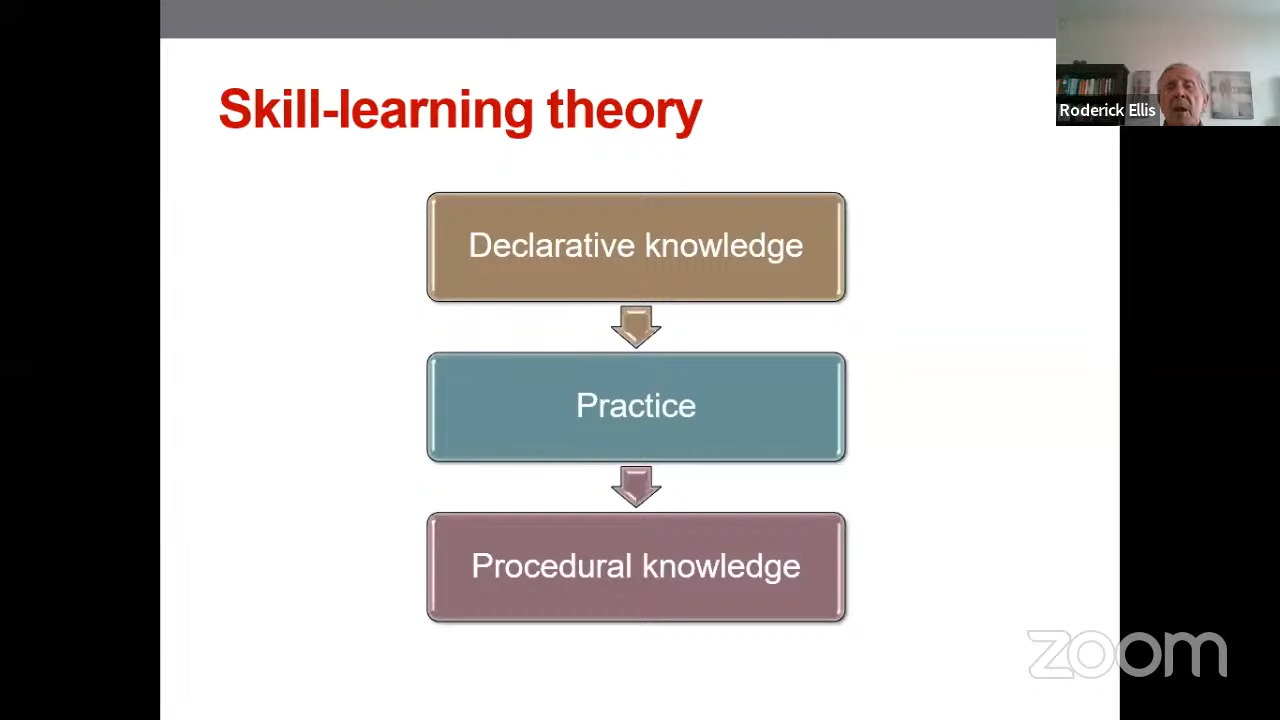 Skill-learning theory
Roderick Ellis
Declarative knowledge
Practice
Procedural knowledge
zoom